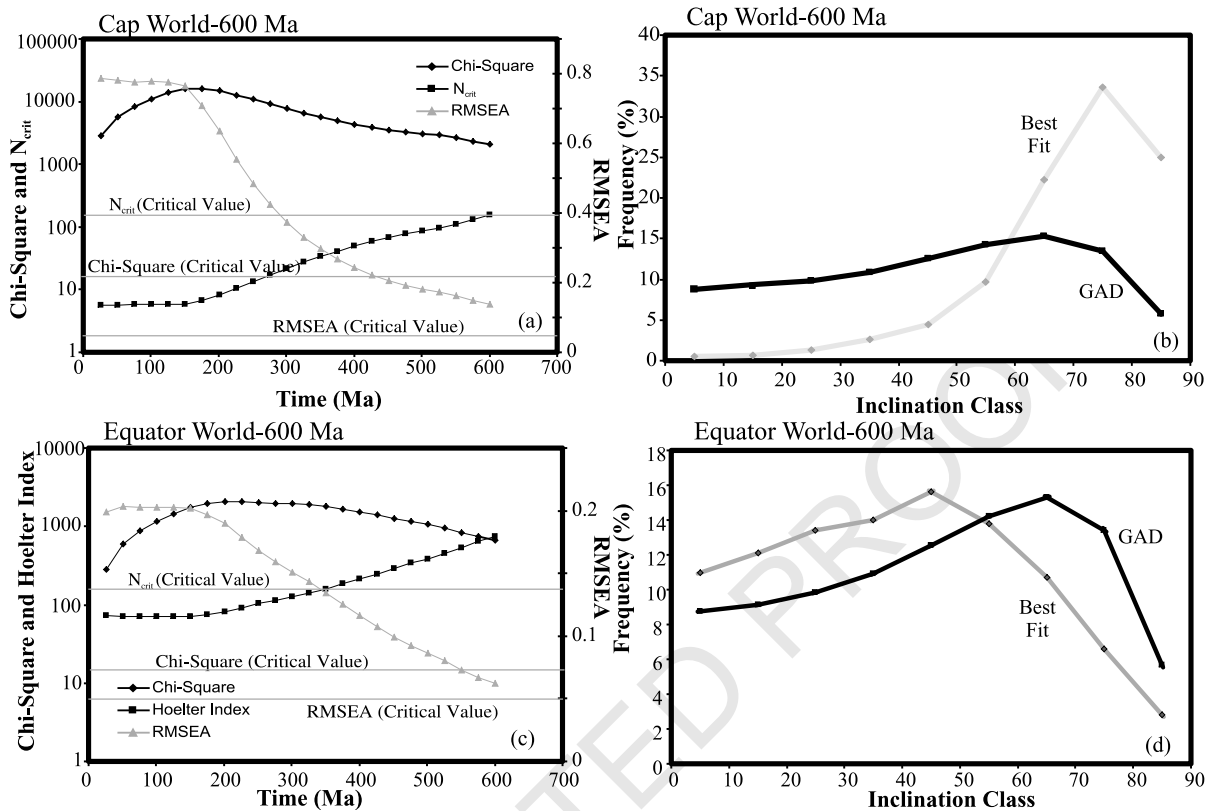 Cap World-600 Ma
100000
10000
1000
100
10
1
Chi-Square and Ncrit
0.8
0.6
0.4
0.2
0
RMSEA
Chi-Square
Ncrit
RMSEA
Ncrit (Critical Value)
Chi-Square (Critical Value)
RMSEA (Critical Value)
(a)
0 100 200 300 400 500 600 700
Time (Ma)
Cap World-600 Ma
40
35
30
25
20
15
10
5
0
Frequency (%)
Best
Fit
GAD
(b)
0 10 20 30 40 50 60 70 80 90
Inclination Class
Equator World-600 Ma
10000
1000
100
10
1
Chi-Square and Hoelter Index
0.2
0.1
0
RMSEA
Ncrit (Critical Value)
Chi-Square (Critical Value)
Chi-Square
Hoelter Index
RMSEA
RMSEA (Critical Value)
(c)
0 100 200 300 400 500 600 700
Time (Ma)
Equator World-600 Ma
18
16
14
12
10
8
6
4
2
0
Frequency (%)
GAD
Best
Fit
(d)
0 10 20 30 40 50 60 70 80 90
Inclination Class
TED PROO